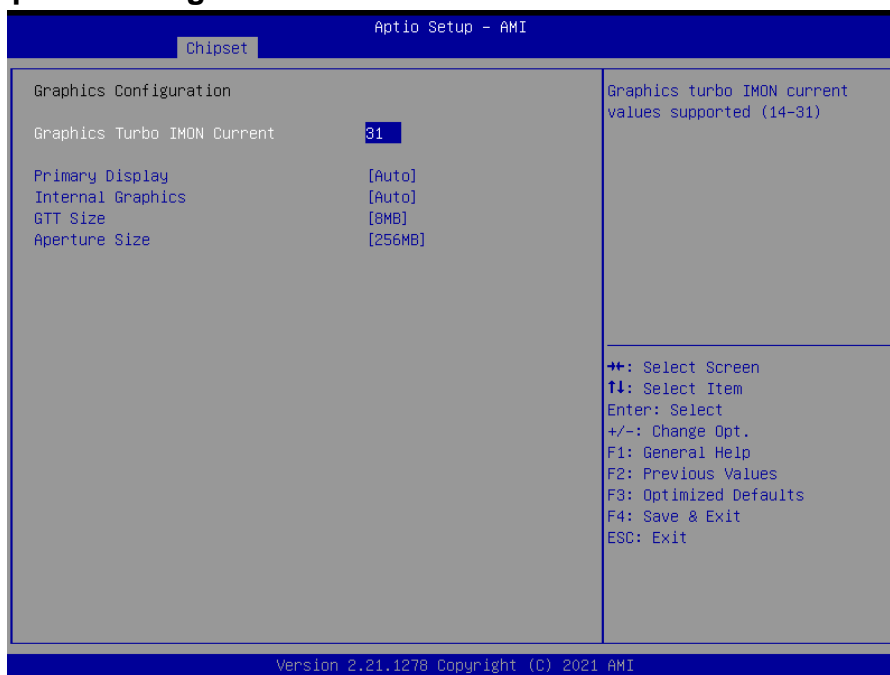 Aptio Setup – AMI
Chipset
Graphics Configuration
Graphics Turbo IMON Current 31
Primary Display [Auto]
Internal Graphics [Auto]
GTT Size [8MB]
Aperture Size [256MB]
Graphics turbo IMON current
values supported (14-31)
→←: Select Screen
↑↓: Select Item
Enter: Select
+/-: Change Opt.
F1: General Help
F2: Previous Values
F3: Optimized Defaults
F4: Save & Exit
ESC: Exit
Version 2.21.1278 Copyright (C) 2021 AMI